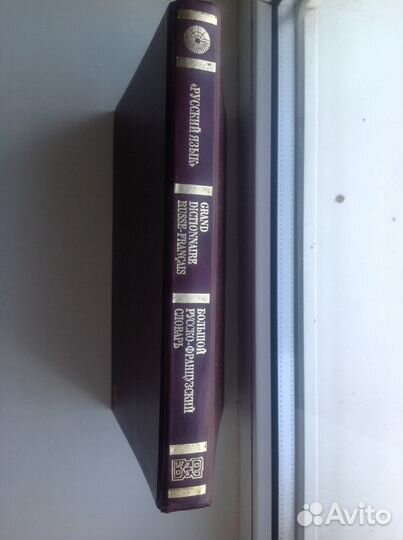 «РУССКИЙ ЯЗЫК»
GRAND
DICTIONNAIRE
RUSSE-FRANÇAIS
БОЛЬШОЙ
РУССКО-ФРАНЦУЗСКИЙ
СЛОВАРЬ
Avito